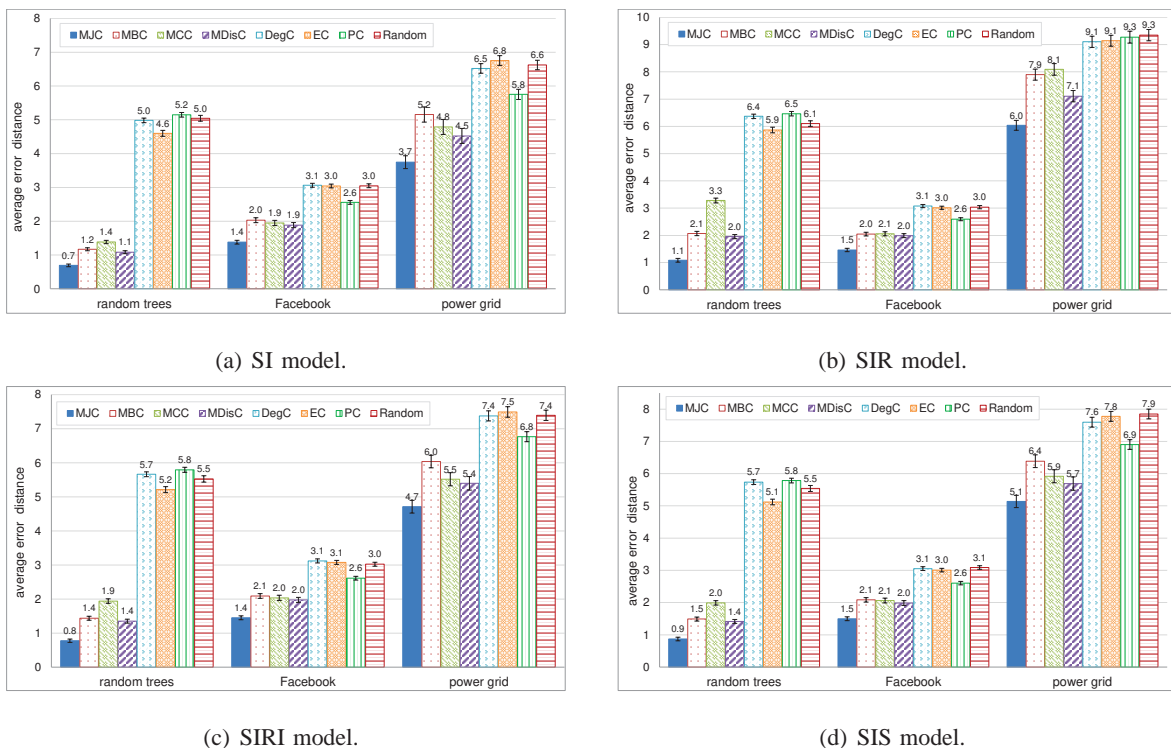 8
7
6
5
4
3
2
1
0
average error distance
MJC MBC MCC MDisC DegC EC PC Random
0.7 1.2 1.4 1.1 5.0 4.6 5.2 5.0
1.4 2.0 1.9 1.9 3.1 3.0 2.6 3.0
3.7 5.2 4.8 4.5 6.5 6.8 5.8 6.6
random trees Facebook power grid
(a) SI model.
10
9
8
7
6
5
4
3
2
1
0
average error distance
MJC MBC MCC MDisC DegC EC PC Random
1.1 2.1 3.3 2.0 6.4 5.9 6.5 6.1
1.5 2.0 2.1 2.0 3.1 3.0 2.6 3.0
6.0 7.9 8.1 7.1 9.1 9.1 9.3 9.3
random trees Facebook power grid
(b) SIR model.
8
7
6
5
4
3
2
1
0
average error distance
MJC MBC MCC MDisC DegC EC PC Random
0.8 1.4 1.9 1.4 5.7 5.2 5.8 5.5
1.4 2.1 2.0 2.0 3.1 3.1 2.6 3.0
4.7 6.0 5.5 5.4 7.4 7.5 6.8 7.4
random trees Facebook power grid
(c) SIRI model.
8
7
6
5
4
3
2
1
0
average error distance
MJC MBC MCC MDisC DegC EC PC Random
0.9 1.5 2.0 1.4 5.7 5.1 5.8 5.5
1.5 2.1 2.1 2.0 3.1 3.0 2.6 3.1
5.1 6.4 5.9 5.7 7.6 7.8 6.9 7.9
random trees Facebook power grid
(d) SIS model.